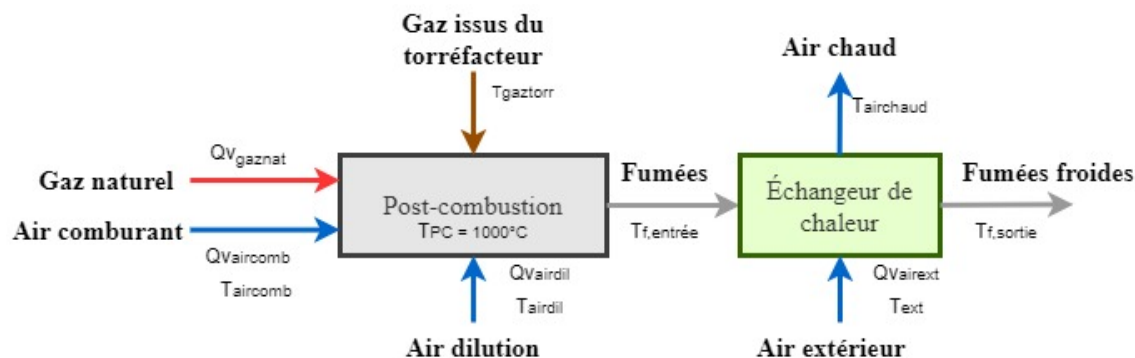 Gaz issus du
torréfacteur
Tgaztorr
Air chaud
Tairchaud
Qvgaznat
Gaz naturel
Air comburant
Qvaircomb
Taircomb
Post-combustion
TPC = 1000°C
Fumées
Tf,entrée
Échangeur de
chaleur
Fumées froides
Tf,sortie
Qvairdil
Tairdil
Air dilution
Qvairext
Text
Air extérieur